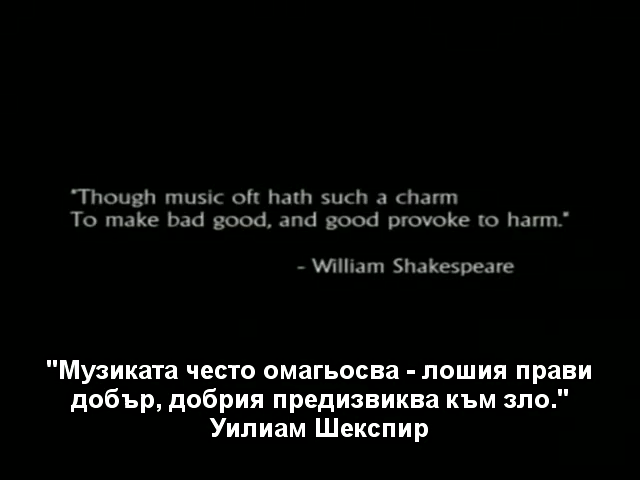 "Though music oft hath such a charm
To make bad good, and good provoke to harm."
- William Shakespeare
"Музиката често омагьосва - лошия прави
добър, добрия предизвиква към зло."
Уилиам Шекспир